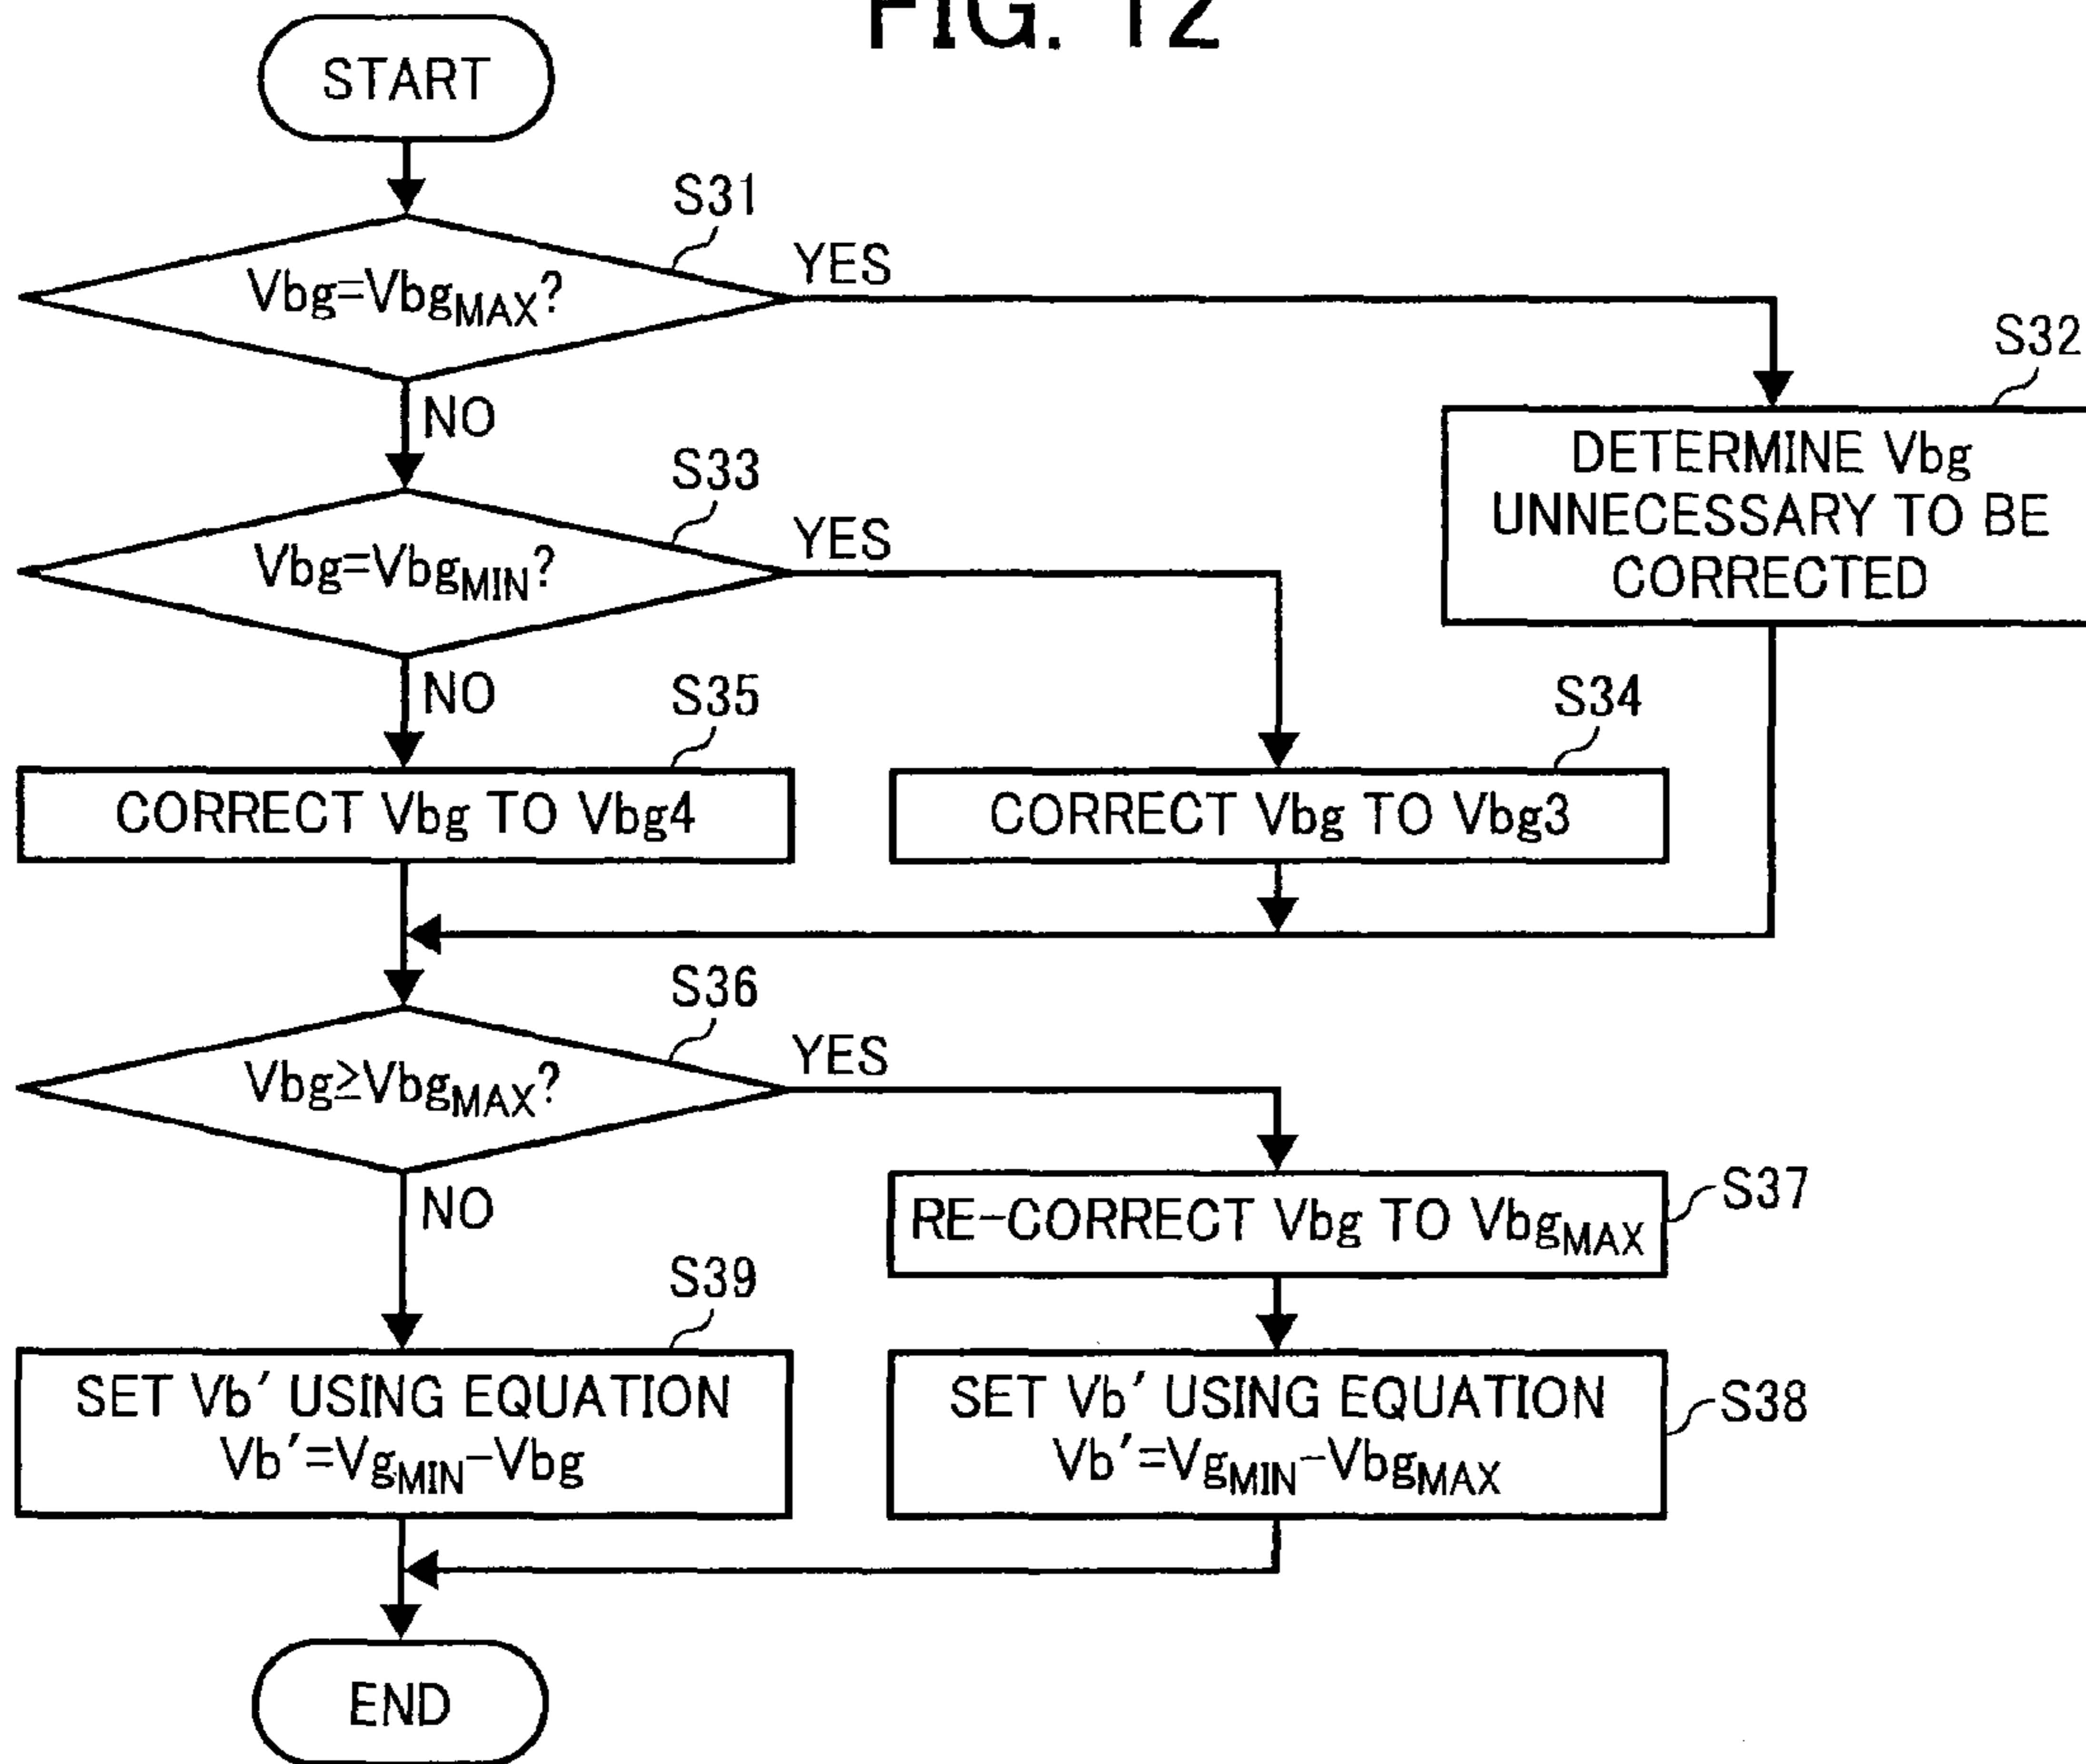 FIG. 12
START
S31
Vbg=VbgMAX?
YES
NO
S32
DETERMINE Vbg
UNNECESSARY TO BE
CORRECTED
S33
Vbg=VbgMIN?
YES
NO
S35
CORRECT Vbg TO Vbg4
S34
CORRECT Vbg TO Vbg3
S36
Vbg≥VbgMAX?
YES
NO
RE-CORRECT Vbg TO VbgMAX
S37
S39
SET Vb' USING EQUATION
Vb'=VgMIN-Vbg
SET Vb' USING EQUATION
Vb'=VgMIN-VbgMAX
S38
END